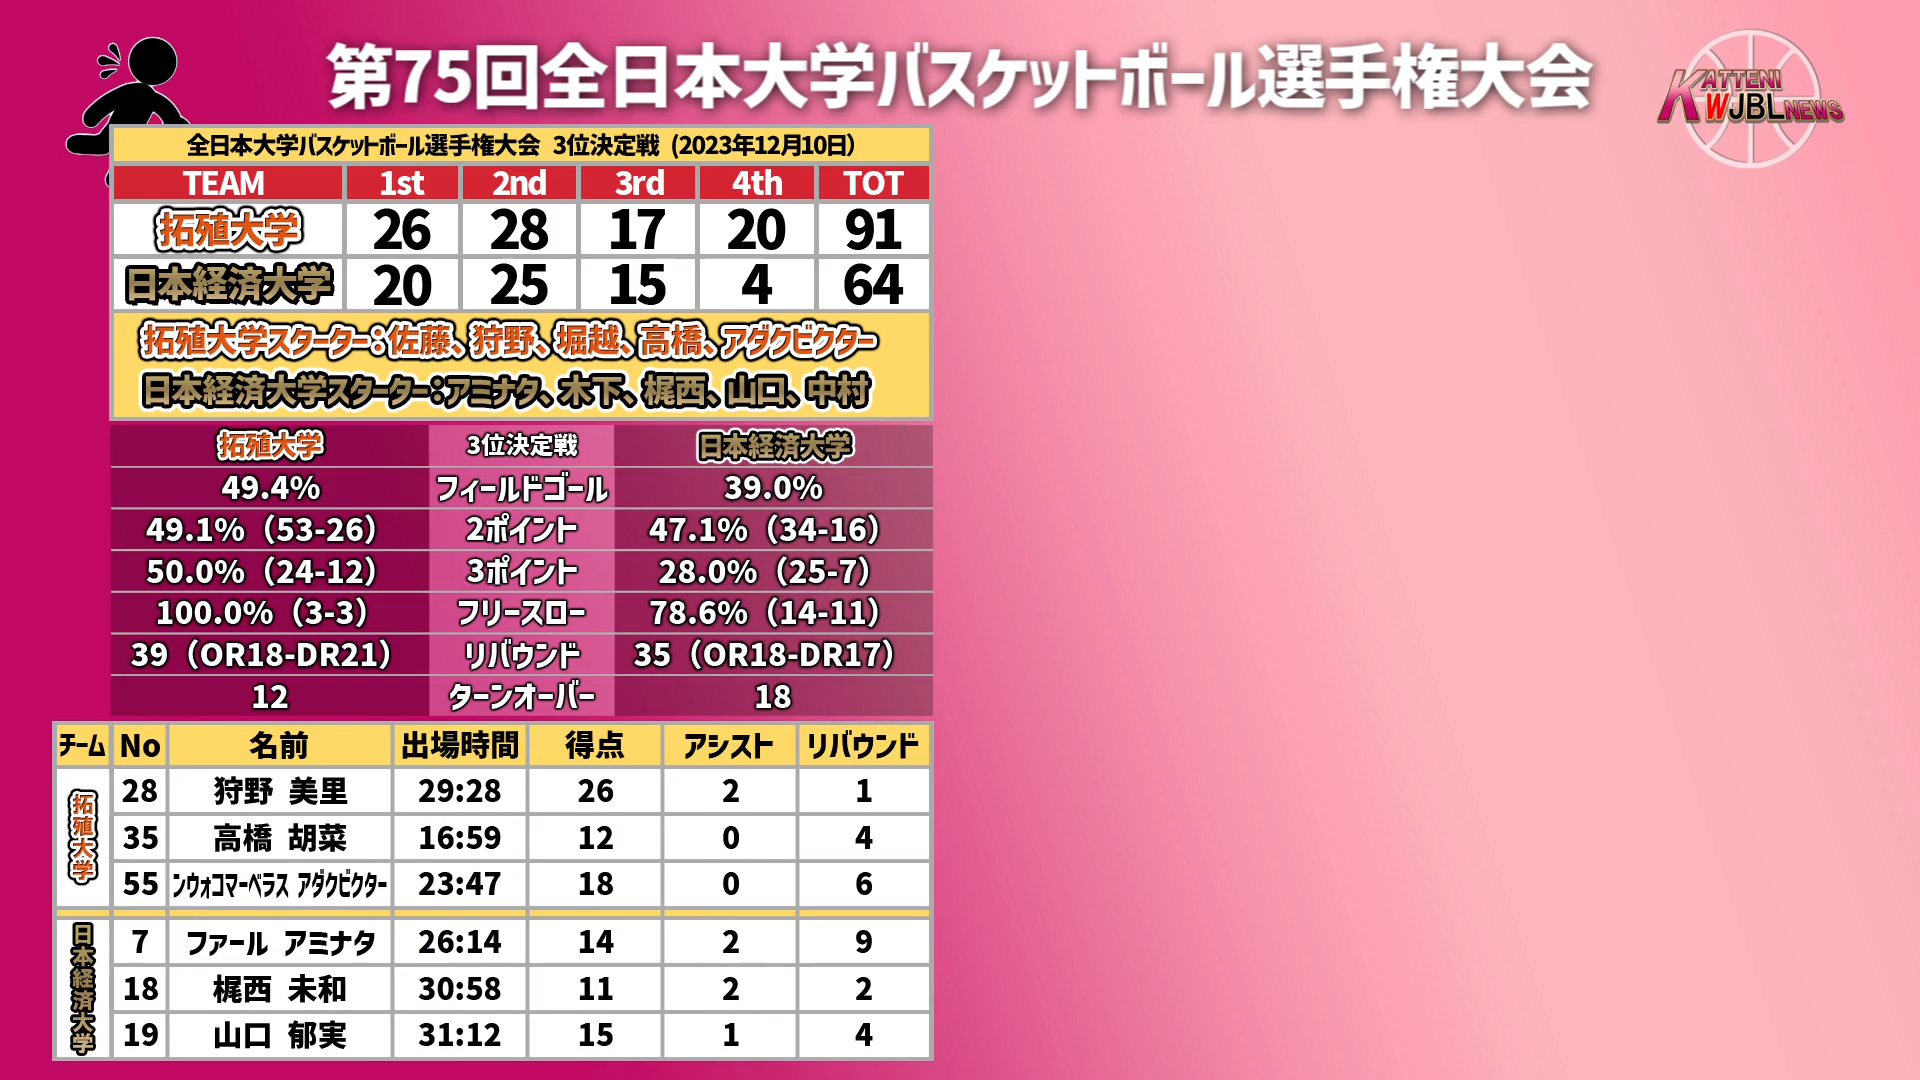 第75回全日本大学バスケットボール選手権大会
KATTENI
WJBL NEWS
全日本大学バスケットボール選手権大会 3位決定戦 (2023年12月10日)
TEAM 1st 2nd 3rd 4th TOT
拓殖大学 26 28 17 20 91
日本経済大学 20 25 15 4 64
拓殖大学スターター：佐藤、狩野、堀越、高橋、アダクビクター
日本経済大学スターター：アミナタ、木下、梶西、山口、中村
拓殖大学 3位決定戦 日本経済大学
49.4% フィールドゴール 39.0%
49.1%（53-26） 2ポイント 47.1%（34-16）
50.0%（24-12） 3ポイント 28.0%（25-7）
100.0%（3-3） フリースロー 78.6%（14-11）
39（OR18-DR21） リバウンド 35（OR18-DR17）
12 ターンオーバー 18
チーム No 名前 出場時間 得点 アシスト リバウンド
拓殖大学
28 狩野 美里 29:28 26 2 1
35 高橋 胡菜 16:59 12 0 4
55 ンウォコマーベラス アダクビクター 23:47 18 0 6
日本経済大学
7 ファール アミナタ 26:14 14 2 9
18 梶西 未和 30:58 11 2 2
19 山口 郁実 31:12 15 1 4